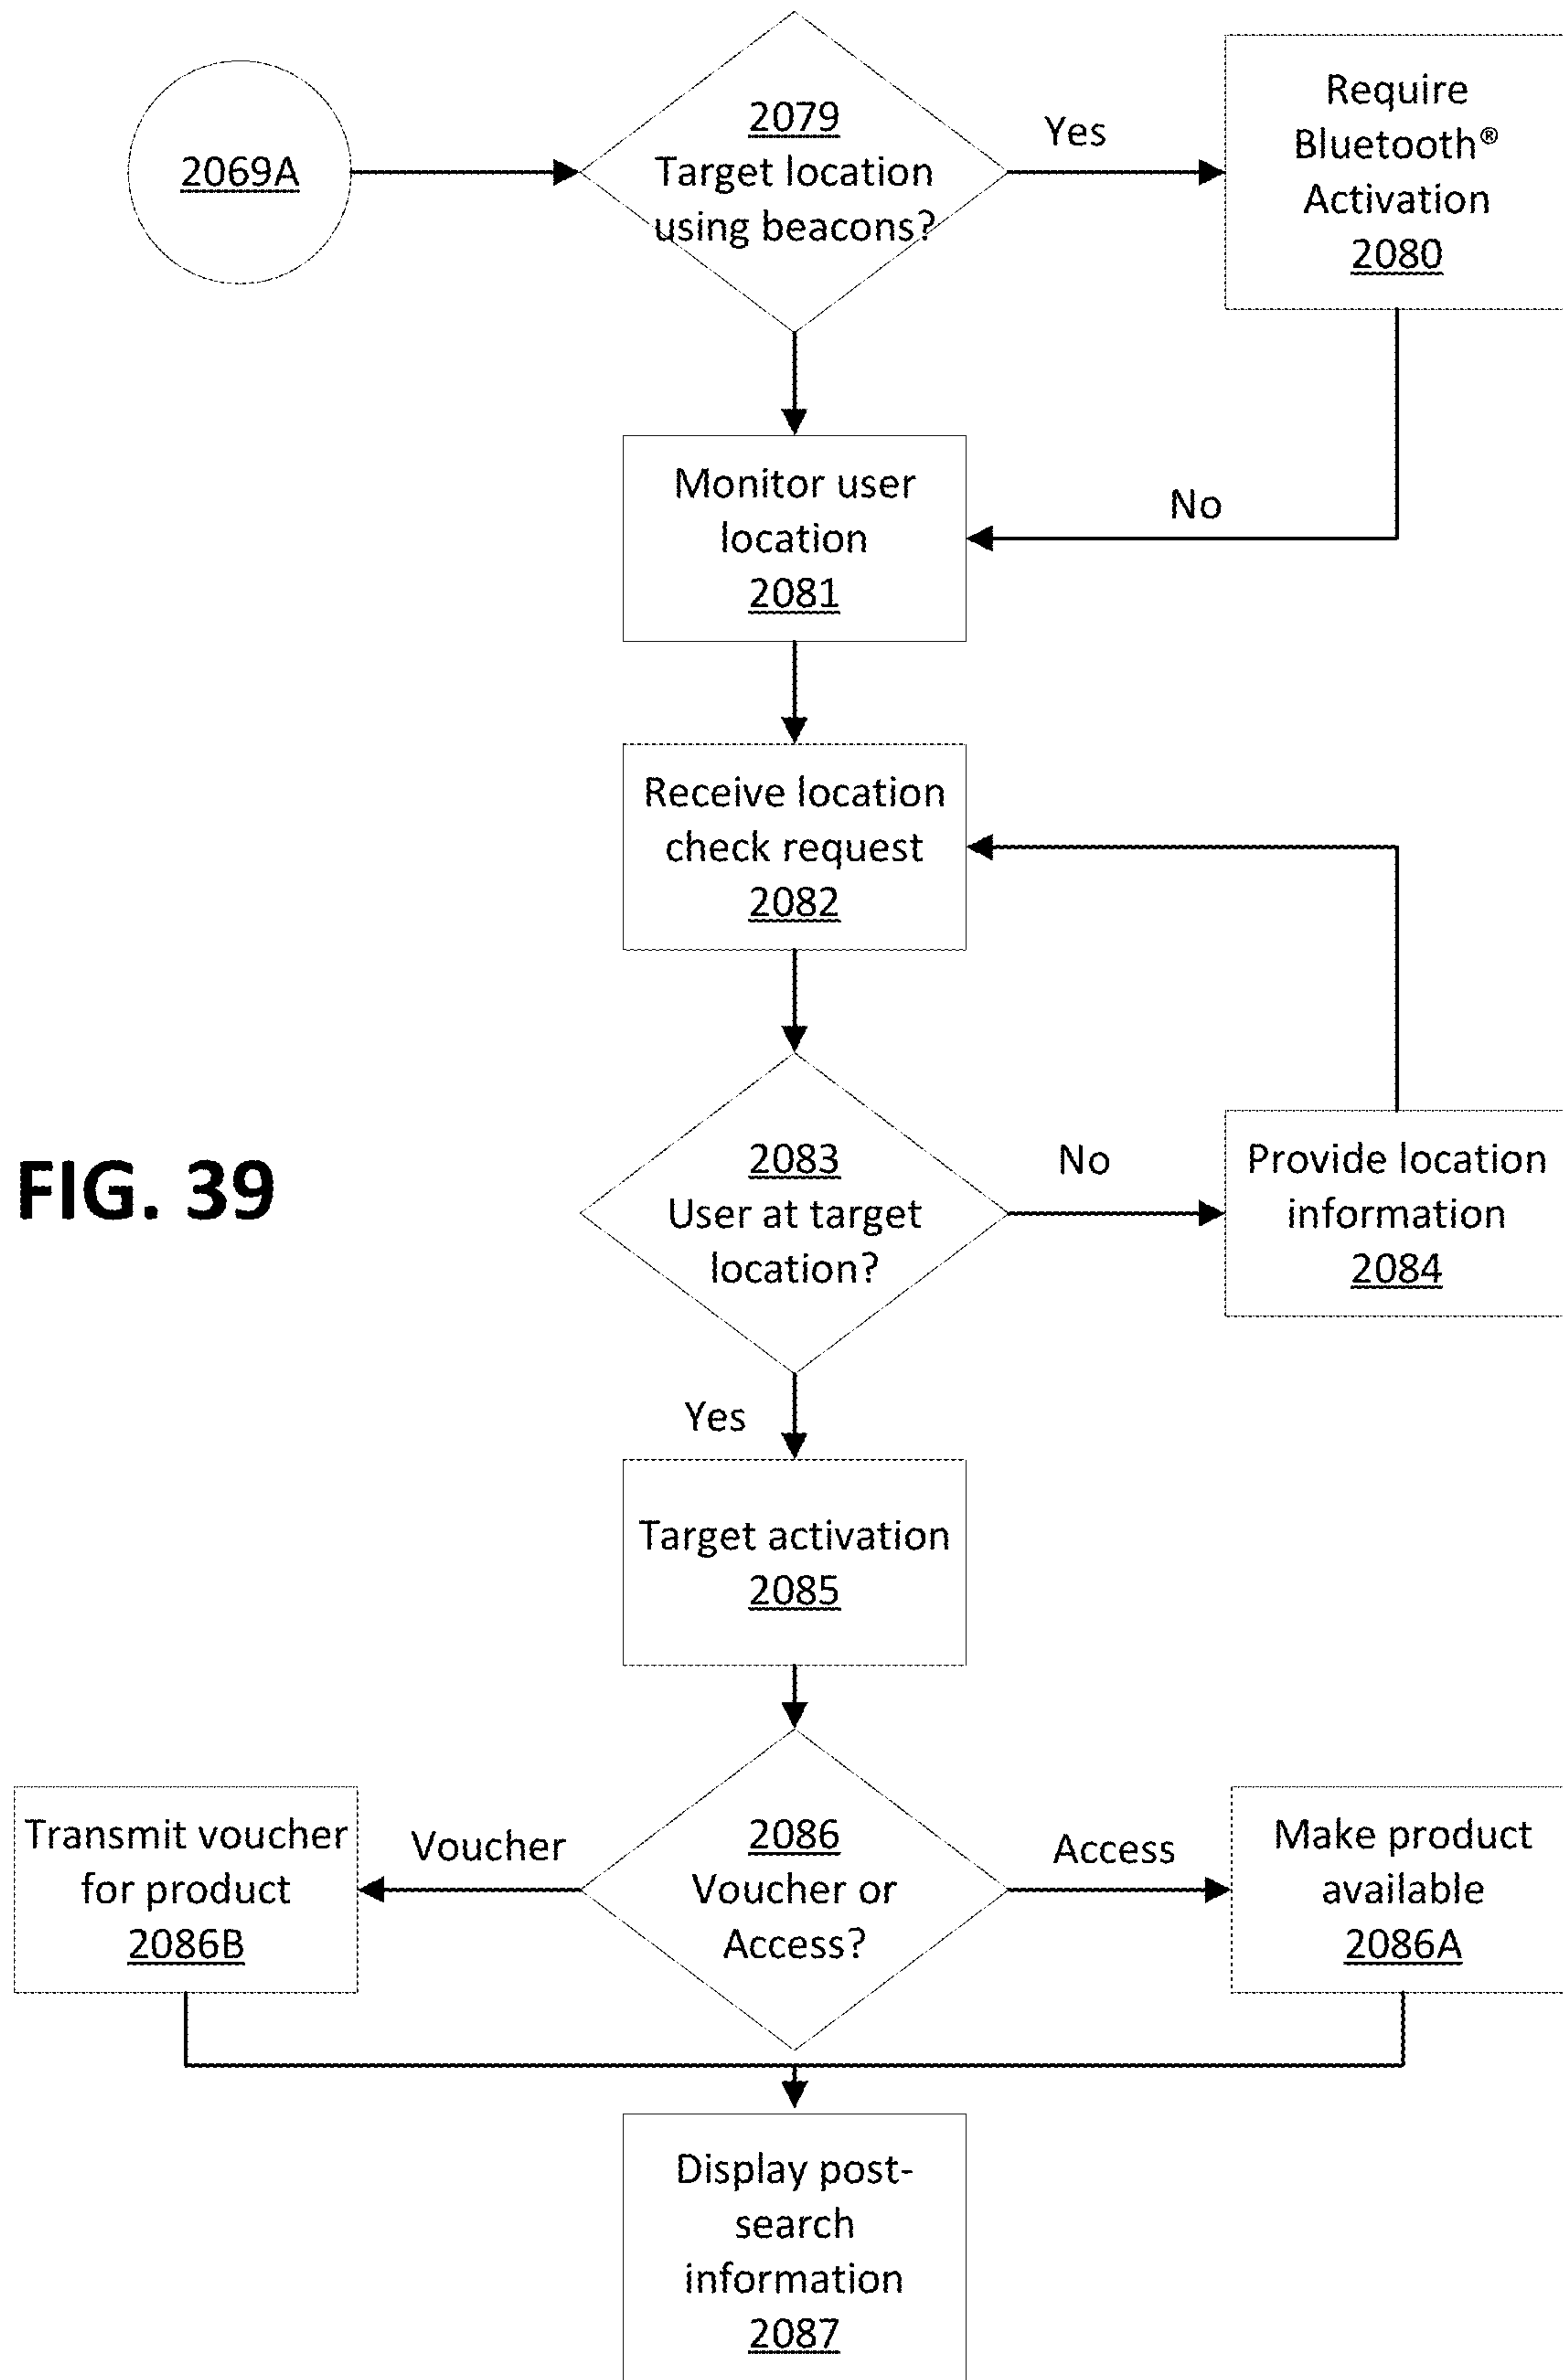 2069A
2079
Target location
using beacons?
Yes
Require
Bluetooth®
Activation
2080
Monitor user
location
2081
No
Receive location
check request
2082
FIG. 39
2083
User at target
location?
No
Provide location
information
2084
Yes
Target activation
2085
Transmit voucher
for product
2086B
Voucher
2086
Voucher or
Access?
Access
Make product
available
2086A
Display post-
search
information
2087